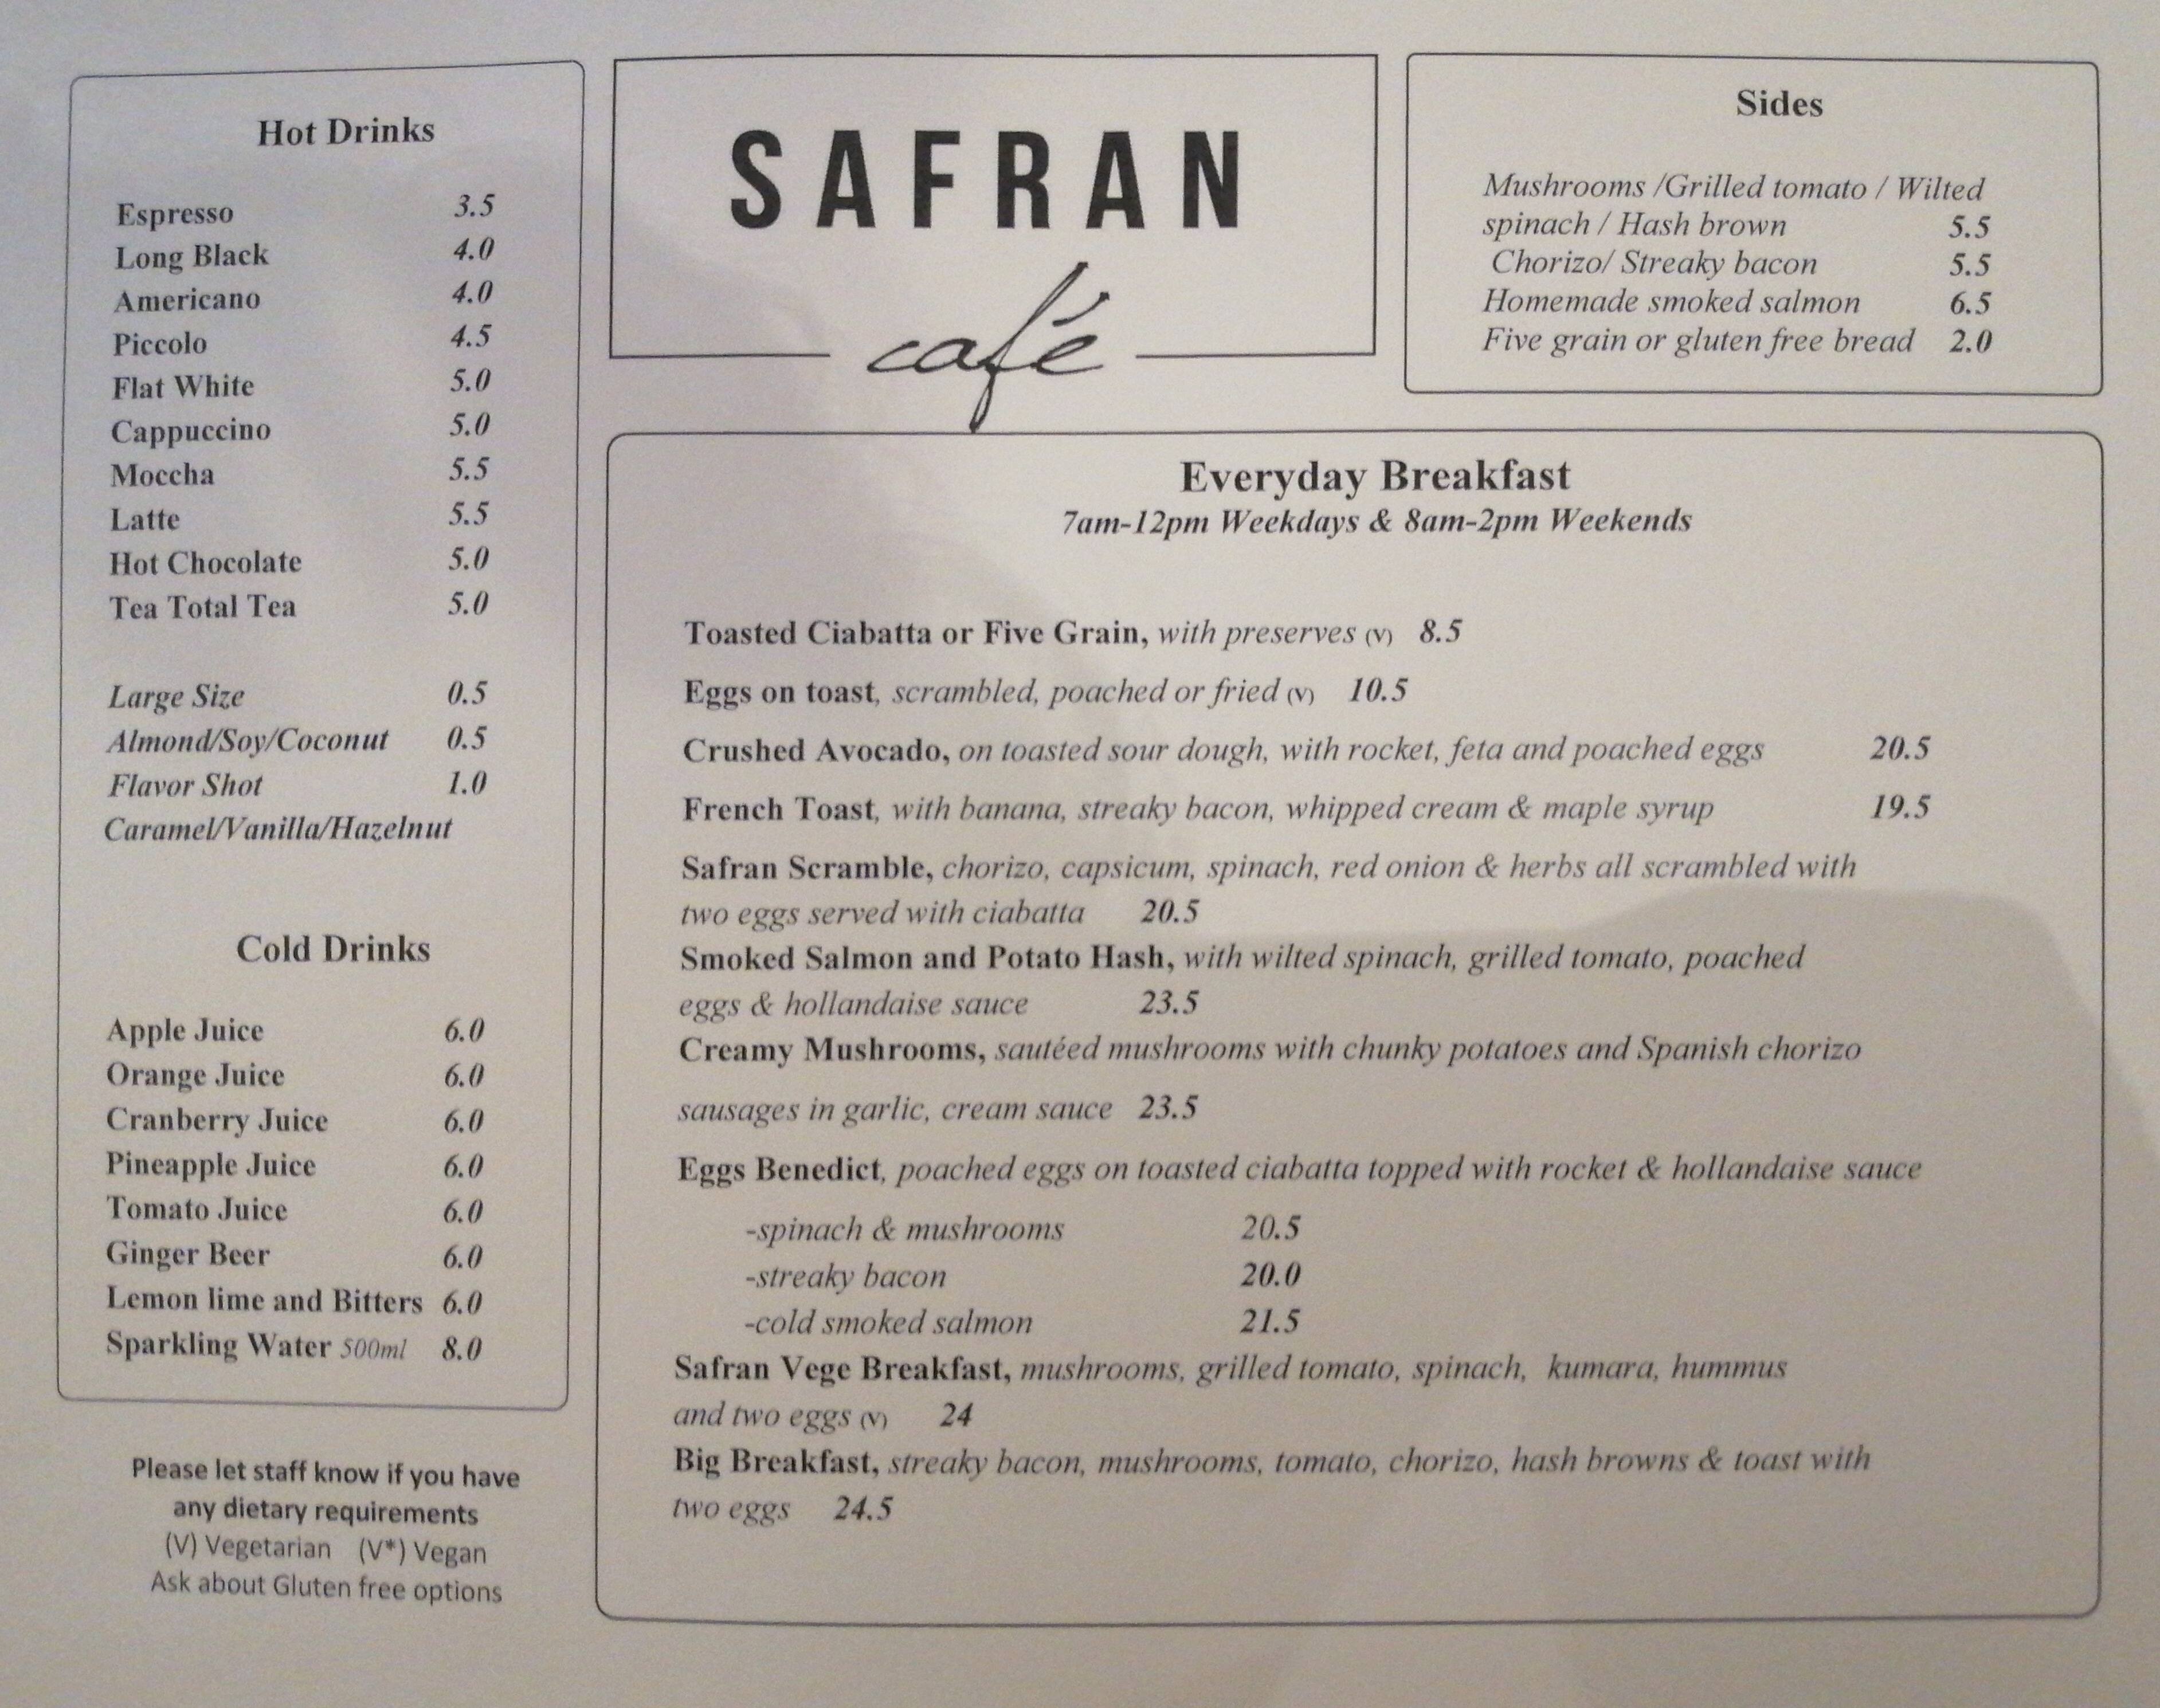 Hot Drinks
Espresso 3.5
Long Black 4.0
Americano 4.0
Piccolo 4.5
Flat White 5.0
Cappuccino 5.0
Moccha 5.5
Latte 5.5
Hot Chocolate 5.0
Tea Total Tea 5.0
Large Size 0.5
Almond/Soy/Coconut 0.5
Flavor Shot 1.0
Caramel/Vanilla/Hazelnut
Cold Drinks
Apple Juice 6.0
Orange Juice 6.0
Cranberry Juice 6.0
Pineapple Juice 6.0
Tomato Juice 6.0
Ginger Beer 6.0
Lemon lime and Bitters 6.0
Sparkling Water 500ml 8.0
Please let staff know if you have
any dietary requirements
(V) Vegetarian (V*) Vegan
Ask about Gluten free options
SAFRAN
café
Sides
Mushrooms /Grilled tomato / Wilted
spinach / Hash brown 5.5
Chorizo/ Streaky bacon 5.5
Homemade smoked salmon 6.5
Five grain or gluten free bread 2.0
Everyday Breakfast
7am-12pm Weekdays & 8am-2pm Weekends
Toasted Ciabatta or Five Grain, with preserves (V) 8.5
Eggs on toast, scrambled, poached or fried (V) 10.5
Crushed Avocado, on toasted sour dough, with rocket, feta and poached eggs 20.5
French Toast, with banana, streaky bacon, whipped cream & maple syrup 19.5
Safran Scramble, chorizo, capsicum, spinach, red onion & herbs all scrambled with
two eggs served with ciabatta 20.5
Smoked Salmon and Potato Hash, with wilted spinach, grilled tomato, poached
eggs & hollandaise sauce 23.5
Creamy Mushrooms, sautéed mushrooms with chunky potatoes and Spanish chorizo
sausages in garlic, cream sauce 23.5
Eggs Benedict, poached eggs on toasted ciabatta topped with rocket & hollandaise sauce
-spinach & mushrooms 20.5
-streaky bacon 20.0
-cold smoked salmon 21.5
Safran Vege Breakfast, mushrooms, grilled tomato, spinach, kumara, hummus
and two eggs (V) 24
Big Breakfast, streaky bacon, mushrooms, tomato, chorizo, hash browns & toast with
two eggs 24.5